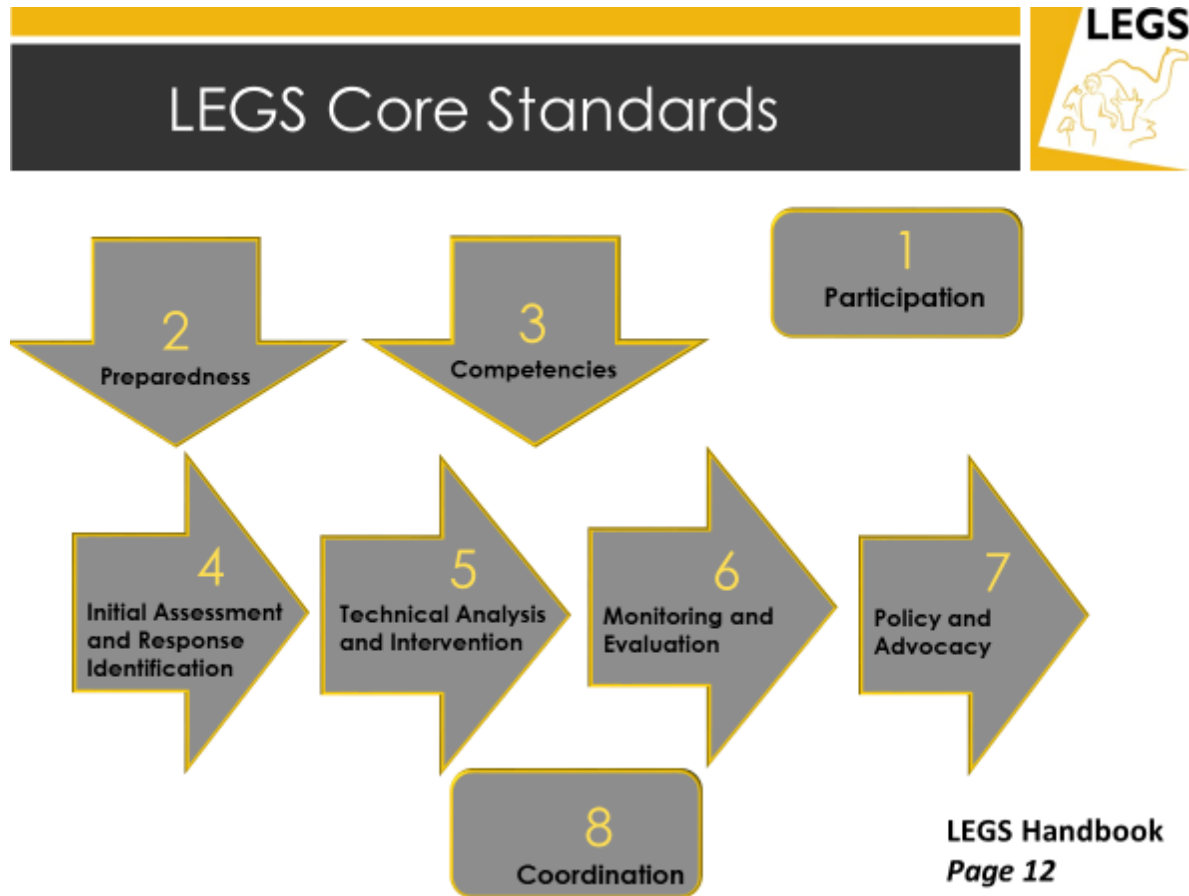 LEGS
LEGS Core Standards
1
Participation
2
Preparedness
3
Competencies
4
Initial Assessment
and Response
Identification
5
Technical Analysis
and Intervention
6
Monitoring and
Evaluation
7
Policy and
Advocacy
8
Coordination
LEGS Handbook
Page 12